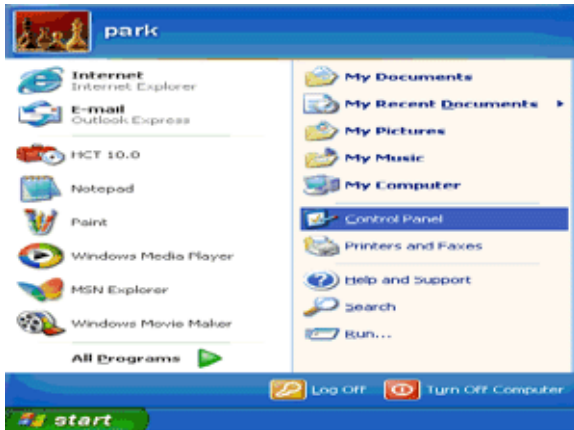 park
Internet
Internet Explorer
E-mail
Outlook Express
HCT 10.0
Notepad
Paint
Windows Media Player
MSN Explorer
Windows Movie Maker
All Programs
My Documents
My Recent Documents
My Pictures
My Music
My Computer
Control Panel
Printers and Faxes
Help and Support
Search
Run...
Log Off
Turn Off Computer
start